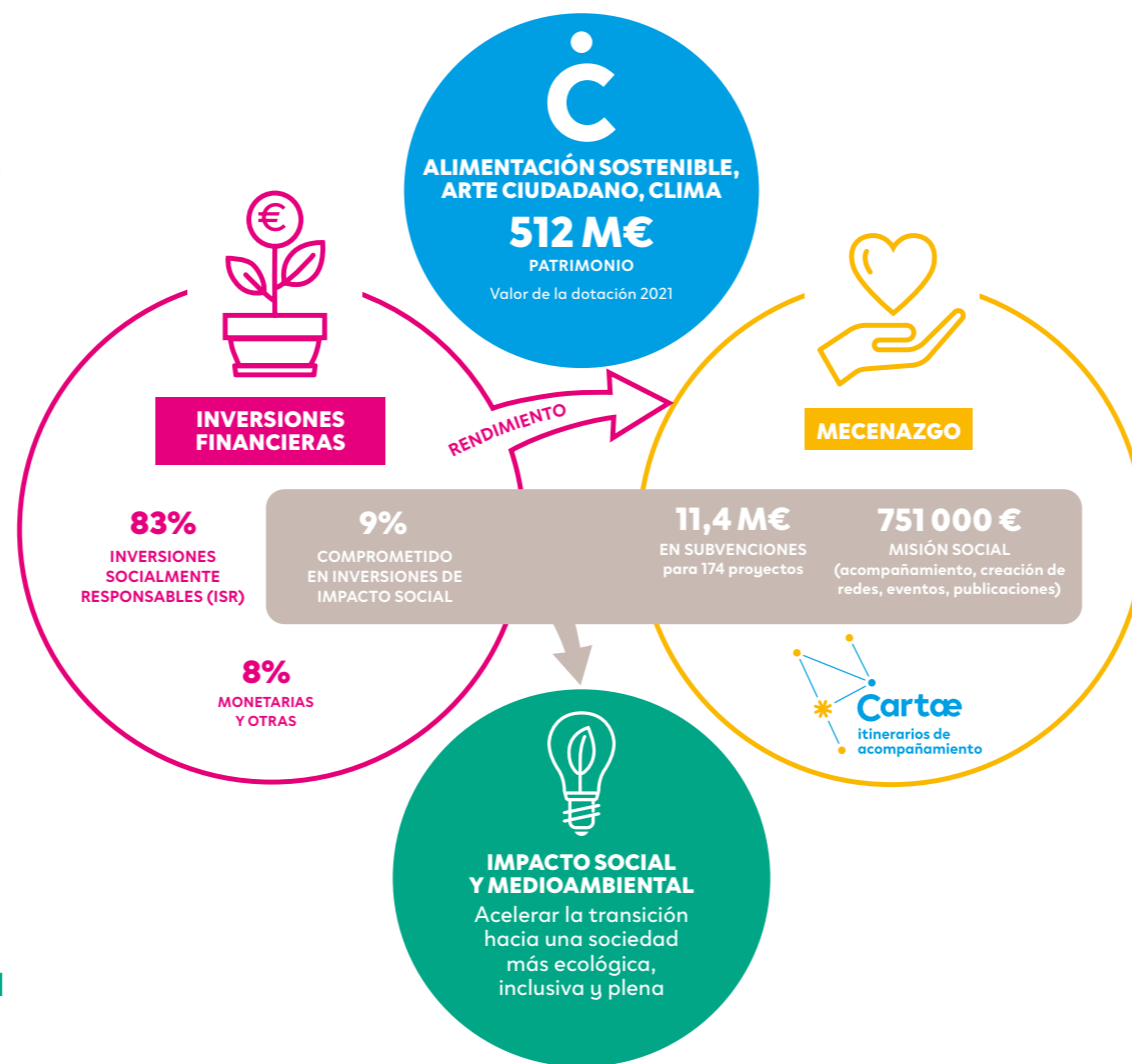 ALIMENTACIÓN SOSTENIBLE,
ARTE CIUDADANO, CLIMA
512 M€
PATRIMONIO
Valor de la dotación 2021
€
INVERSIONES
FINANCIERAS
RENDIMIENTO
MECENAZGO
83%
INVERSIONES
SOCIALMENTE
RESPONSABLES (ISR)
9%
COMPROMETIDO
EN INVERSIONES DE
IMPACTO SOCIAL
11,4 M€
EN SUBVENCIONES
para 174 proyectos
751 000 €
MISIÓN SOCIAL
(acompañamiento, creación de
redes, eventos, publicaciones)
8%
MONETARIAS
Y OTRAS
Cartæ
itinerarios de
acompañamiento
IMPACTO SOCIAL
Y MEDIOAMBIENTAL
Acelerar la transición
hacia una sociedad
más ecológica,
inclusiva y plena